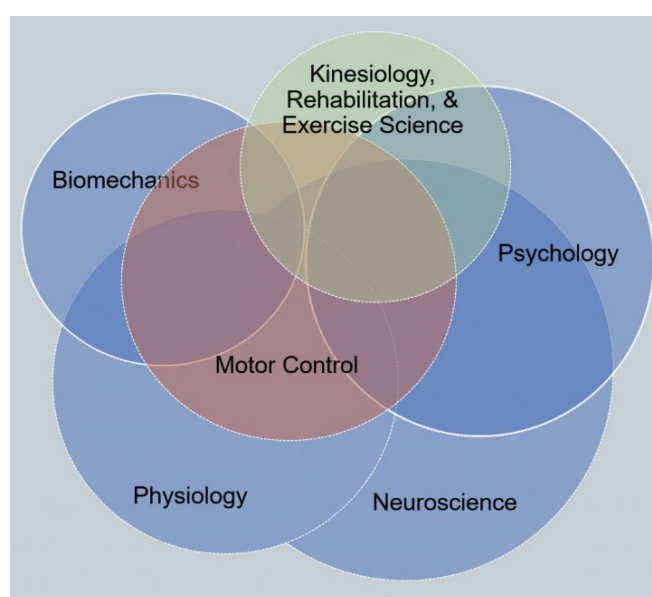 Kinesiology,
Rehabilitation, &
Exercise Science
Biomechanics
Psychology
Motor Control
Physiology
Neuroscience